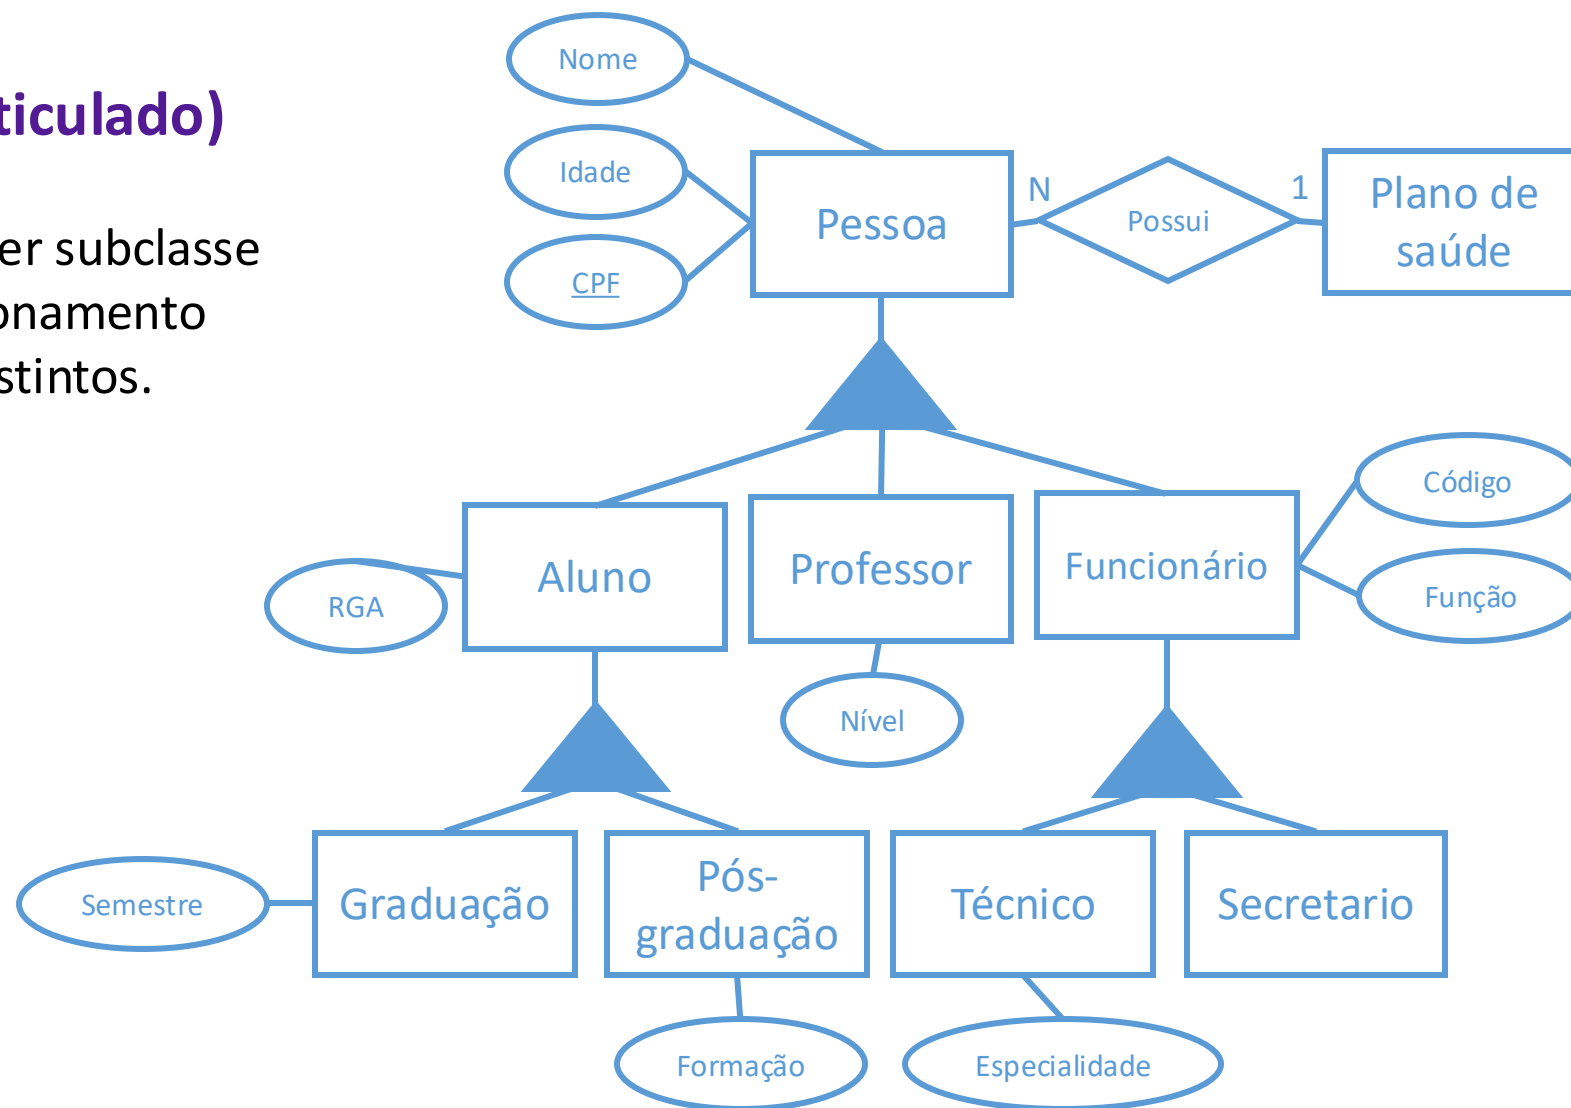 ticulado)
er subclasse
onamento
stintos.
Nome
Idade
CPF
Pessoa
N
Possui
1
Plano de
saúde
Aluno
RGA
Professor
Nível
Funcionário
Código
Função
Graduação
Semestre
Pós-
graduação
Formação
Técnico
Especialidade
Secretario